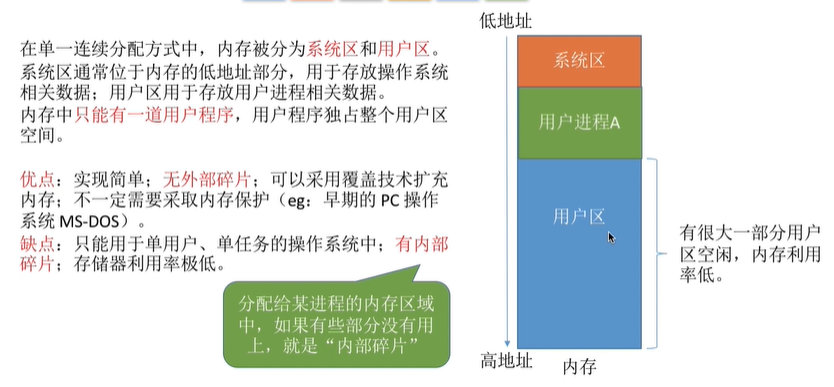 在单一连续分配方式中，内存被分为系统区和用户区。
系统区通常位于内存的低地址部分，用于存放操作系统
相关数据；用户区用于存放用户进程相关数据。
内存中只能有一道用户程序，用户程序独占整个用户区
空间。
优点：实现简单；无外部碎片；可以采用覆盖技术扩充
内存；不一定需要采取内存保护（eg：早期的 PC 操作
系统 MS-DOS）。
缺点：只能用于单用户、单任务的操作系统中；有内部
碎片；存储器利用率极低。
分配给某进程的内存区域
中，如果有些部分没有用
上，就是“内部碎片”
低地址
系统区
用户进程A
用户区
高地址
内存
有很大一部分用户
区空闲，内存利用
率低。